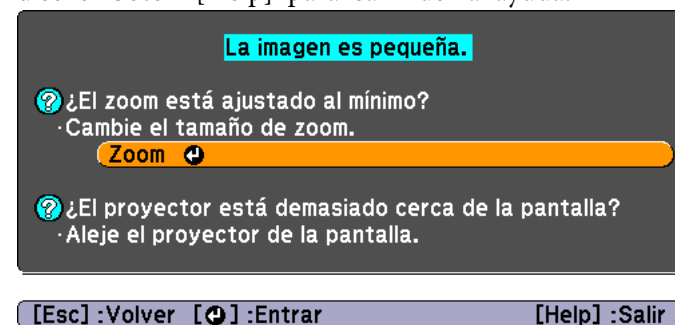 La imagen es pequeña.
¿El zoom está ajustado al mínimo?
·Cambie el tamaño de zoom.
Zoom
¿El proyector está demasiado cerca de la pantalla?
·Aleje el proyector de la pantalla.
[Esc] :Volver [⏎] :Entrar [Help] :Salir